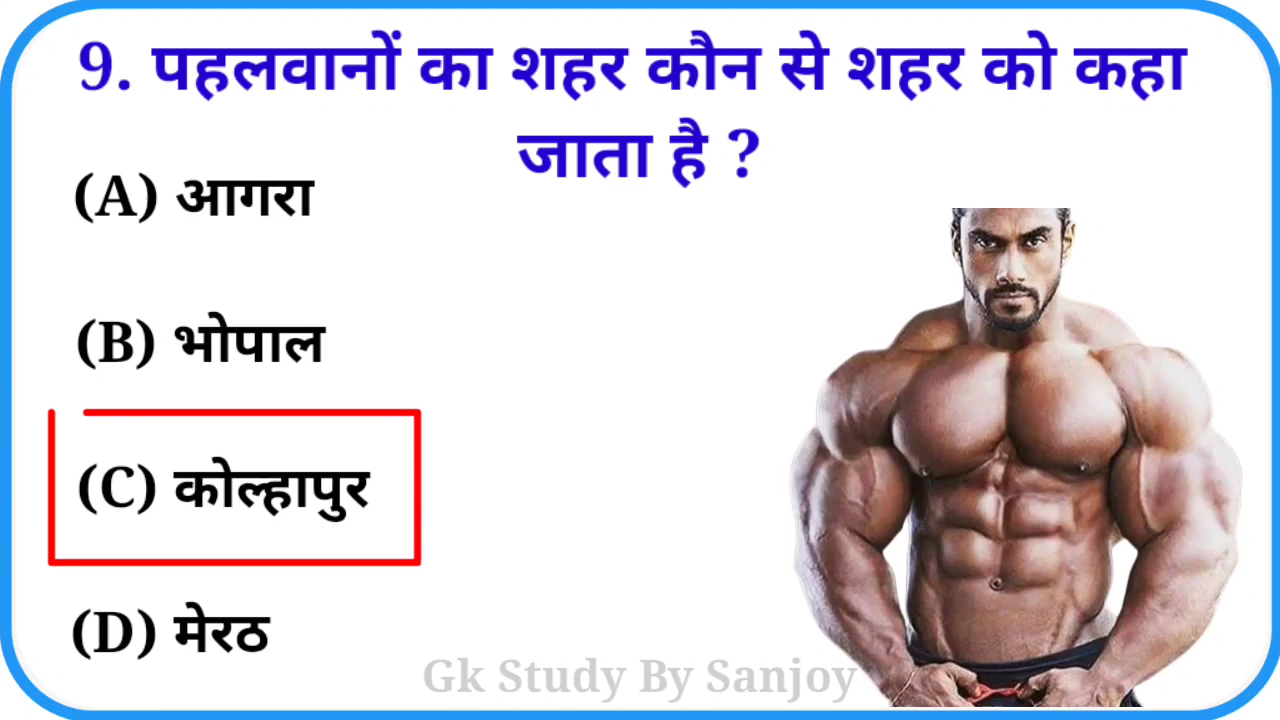 9. पहलवानों का शहर कौन से शहर को कहा
जाता है ?
(A) आगरा
(B) भोपाल
(C) कोल्हापुर
(D) मेरठ
Gk Study By Sanjoy